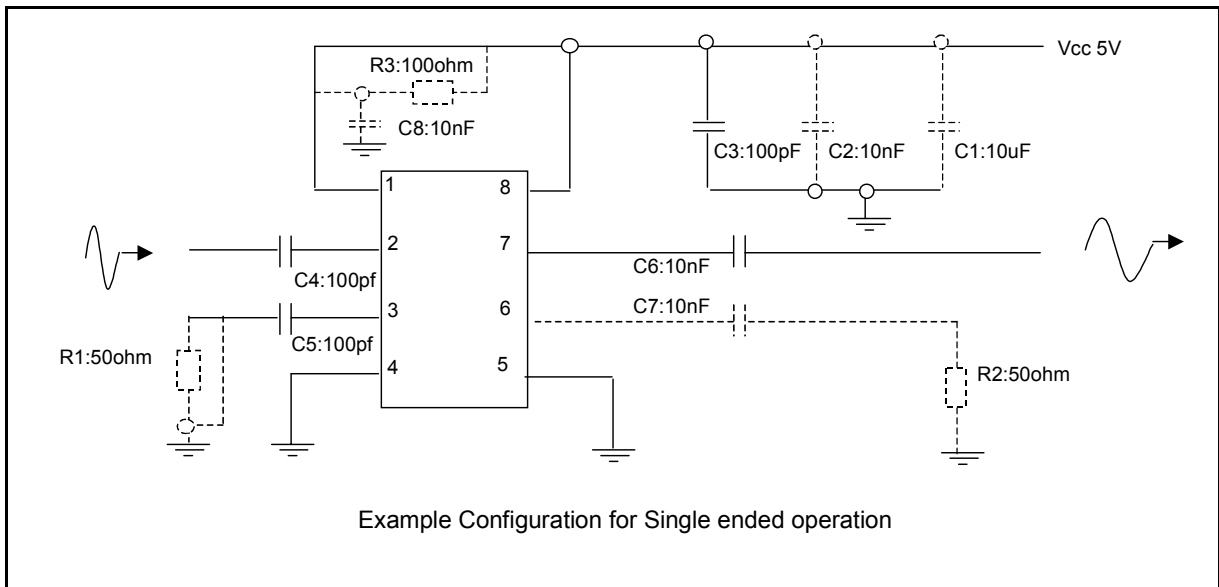 Vcc 5V
R3:100ohm
C8:10nF
C3:100pF
C2:10nF
C1:10uF
1
8
2
7
C4:100pf
C6:10nF
3
6
C7:10nF
C5:100pf
R1:50ohm
4
5
R2:50ohm
Example Configuration for Single ended operation